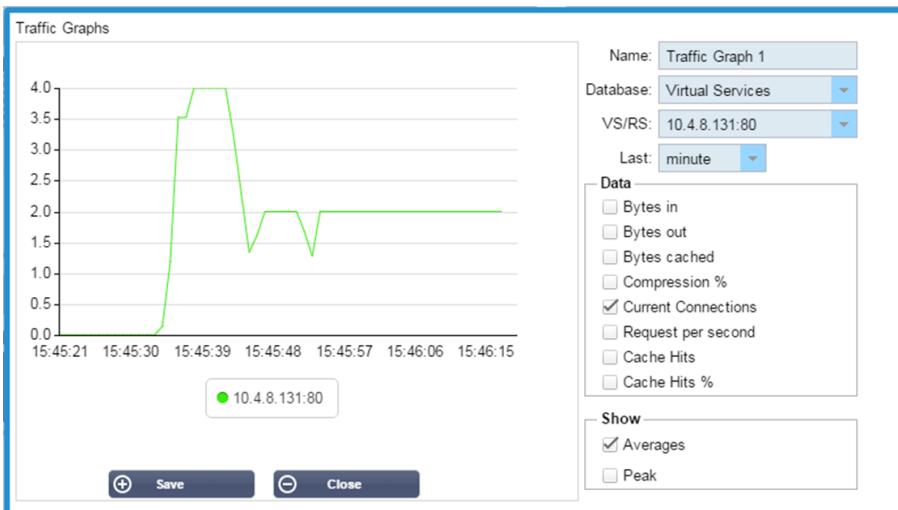 Traffic Graphs
4.0
3.5
3.0
2.5
2.0
1.5
1.0
0.5
0.0
15:45:21 15:45:30 15:45:39 15:45:48 15:45:57 15:46:06 15:46:15
10.4.8.131:80
Save Close
Name: Traffic Graph 1
Database: Virtual Services
VS/RS: 10.4.8.131:80
Last: minute
Data
Bytes in
Bytes out
Bytes cached
Compression %
Current Connections
Request per second
Cache Hits
Cache Hits %
Show
Averages
Peak